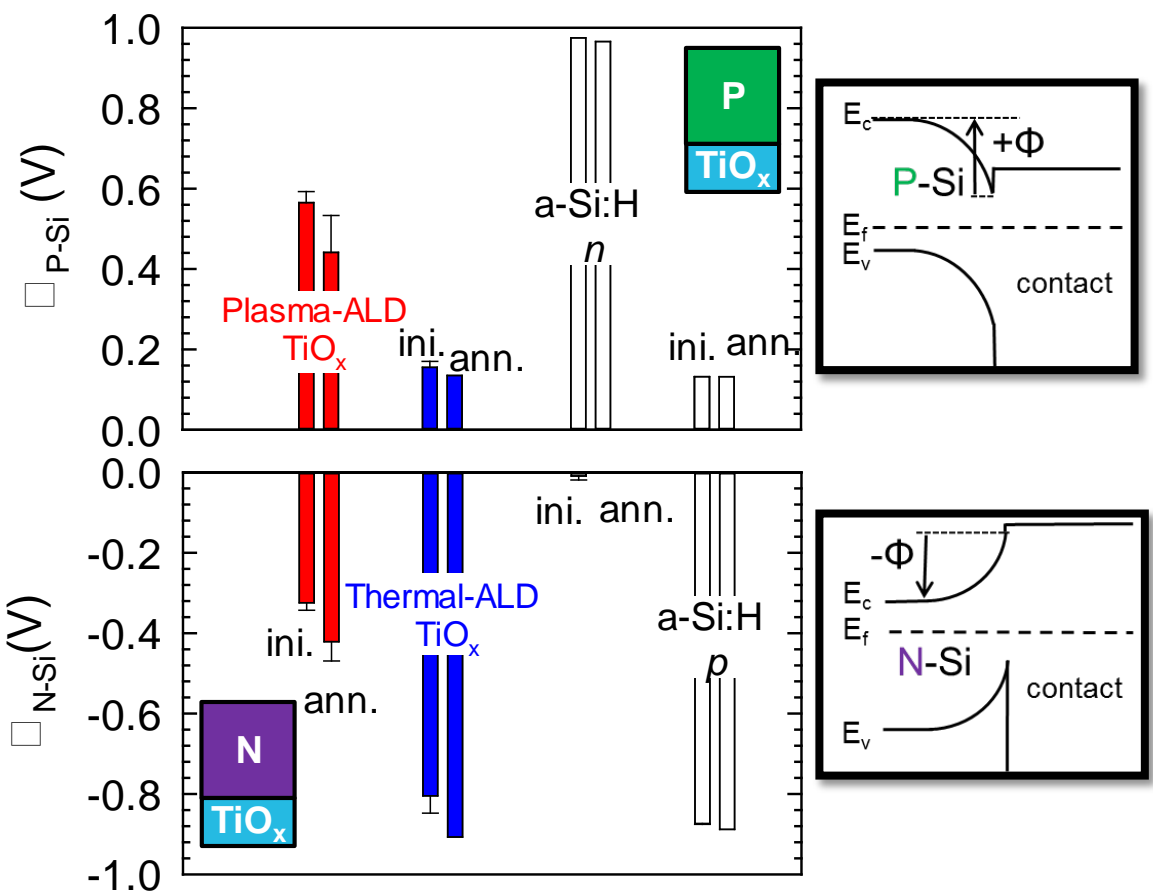 1.0
0.8
0.6
0.4
0.2
0.0
□P-Si (V)
Plasma-ALD
TiOx
ini.
ann.
a-Si:H
n
ini.
ann.
P
TiOx
Ec
+Φ
P-Si
Ef
Ev
contact
0.0
-0.2
-0.4
-0.6
-0.8
-1.0
□N-Si(V)
ini.
ann.
Thermal-ALD
TiOx
ini.
ann.
a-Si:H
p
N
TiOx
-Φ
Ec
Ef
N-Si
contact
Ev